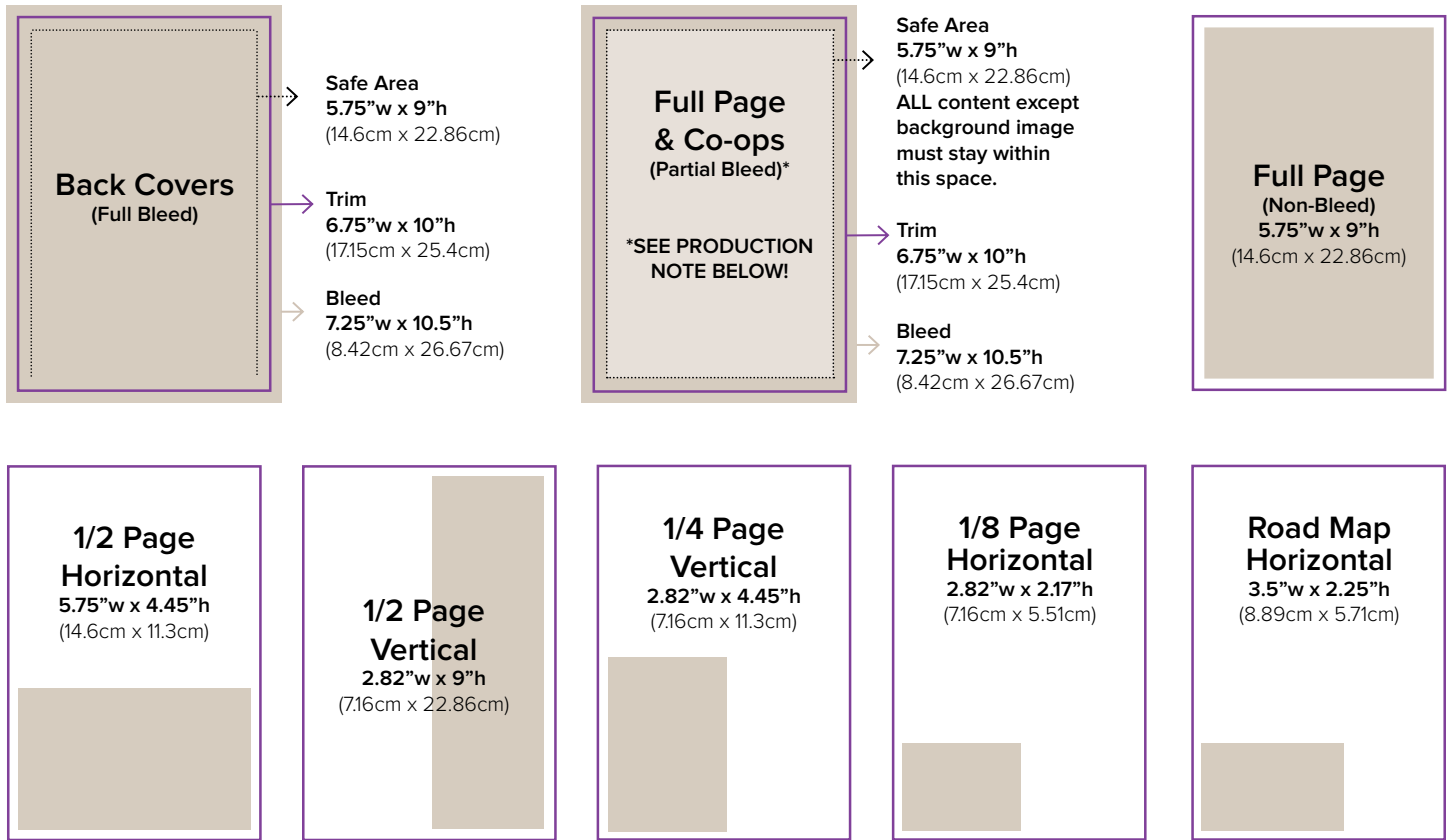 Back Covers
(Full Bleed)
Safe Area
5.75”w x 9”h
(14.6cm x 22.86cm)
Trim
6.75”w x 10”h
(17.15cm x 25.4cm)
Bleed
7.25”w x 10.5”h
(8.42cm x 26.67cm)
Full Page
& Co-ops
(Partial Bleed)*
*SEE PRODUCTION
NOTE BELOW!
Safe Area
5.75”w x 9”h
(14.6cm x 22.86cm)
ALL content except
background image
must stay within
this space.
Trim
6.75”w x 10”h
(17.15cm x 25.4cm)
Bleed
7.25”w x 10.5”h
(8.42cm x 26.67cm)
Full Page
(Non-Bleed)
5.75”w x 9”h
(14.6cm x 22.86cm)
1/2 Page
Horizontal
5.75”w x 4.45”h
(14.6cm x 11.3cm)
1/2 Page
Vertical
2.82”w x 9”h
(7.16cm x 22.86cm)
1/4 Page
Vertical
2.82”w x 4.45”h
(7.16cm x 11.3cm)
1/8 Page
Horizontal
2.82”w x 2.17”h
(7.16cm x 5.51cm)
Road Map
Horizontal
3.5”w x 2.25”h
(8.89cm x 5.71cm)